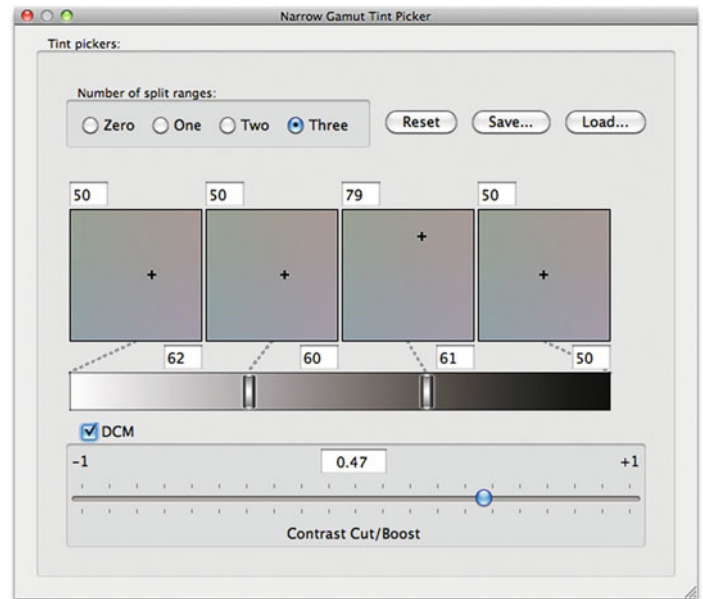 Narrow Gamut Tint Picker
Tint pickers:
Number of split ranges:
Zero One Two Three Reset Save... Load...
50 50 79 50
62 60 61 50
DCM
-1 0.47 +1
Contrast Cut/Boost